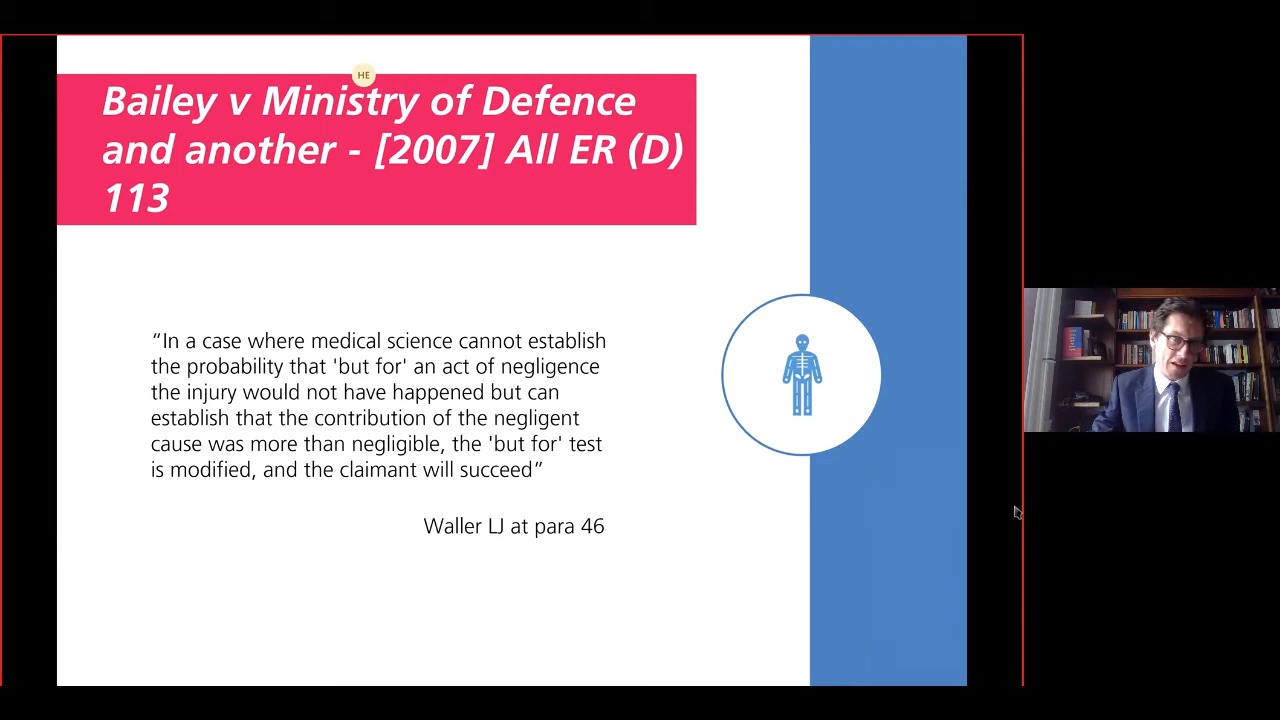 HE
Bailey v Ministry of Defence
and another - [2007] All ER (D)
113
“In a case where medical science cannot establish
the probability that 'but for' an act of negligence
the injury would not have happened but can
establish that the contribution of the negligent
cause was more than negligible, the 'but for' test
is modified, and the claimant will succeed”
Waller LJ at para 46